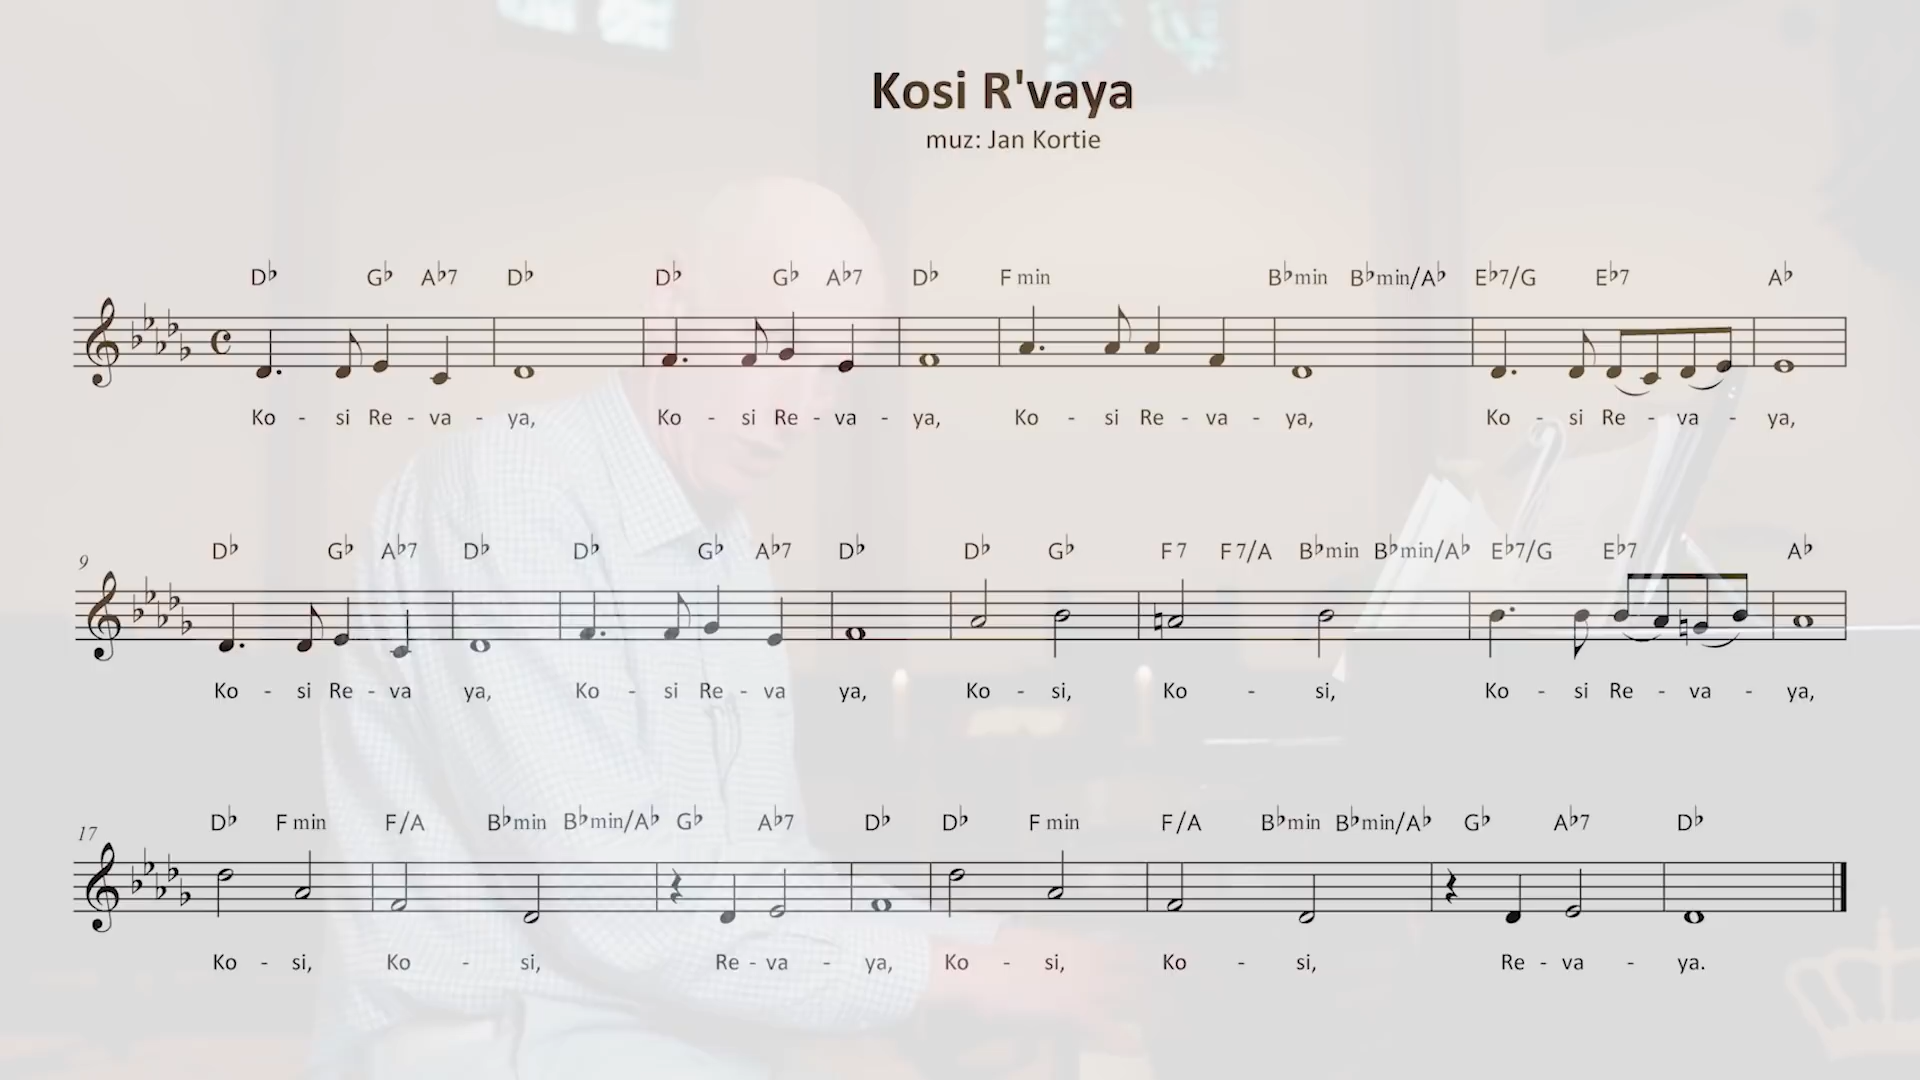 Kosi R'vaya
muz: Jan Kortie
D♭ G♭ A♭7 D♭ D♭ G♭ A♭7 D♭ F min B♭min B♭min/A♭ E♭7/G E♭7 A♭
Ko - si Re - va - ya, Ko - si Re - va - ya, Ko - si Re - va - ya, Ko - si Re - va - ya,
9
D♭ G♭ A♭7 D♭ D♭ G♭ A♭7 D♭ D♭ G♭ F7 F7/A B♭min B♭min/A♭ E♭7/G E♭7 A♭
Ko - si Re - va ya, Ko - si Re - va ya, Ko - si, Ko - si, Ko - si Re - va - ya,
17
D♭ F min F/A B♭min B♭min/A♭ G♭ A♭7 D♭ D♭ F min F/A B♭min B♭min/A♭ G♭ A♭7 D♭
Ko - si, Ko - si, Re - va - ya, Ko - si, Ko - si, Re - va - ya.